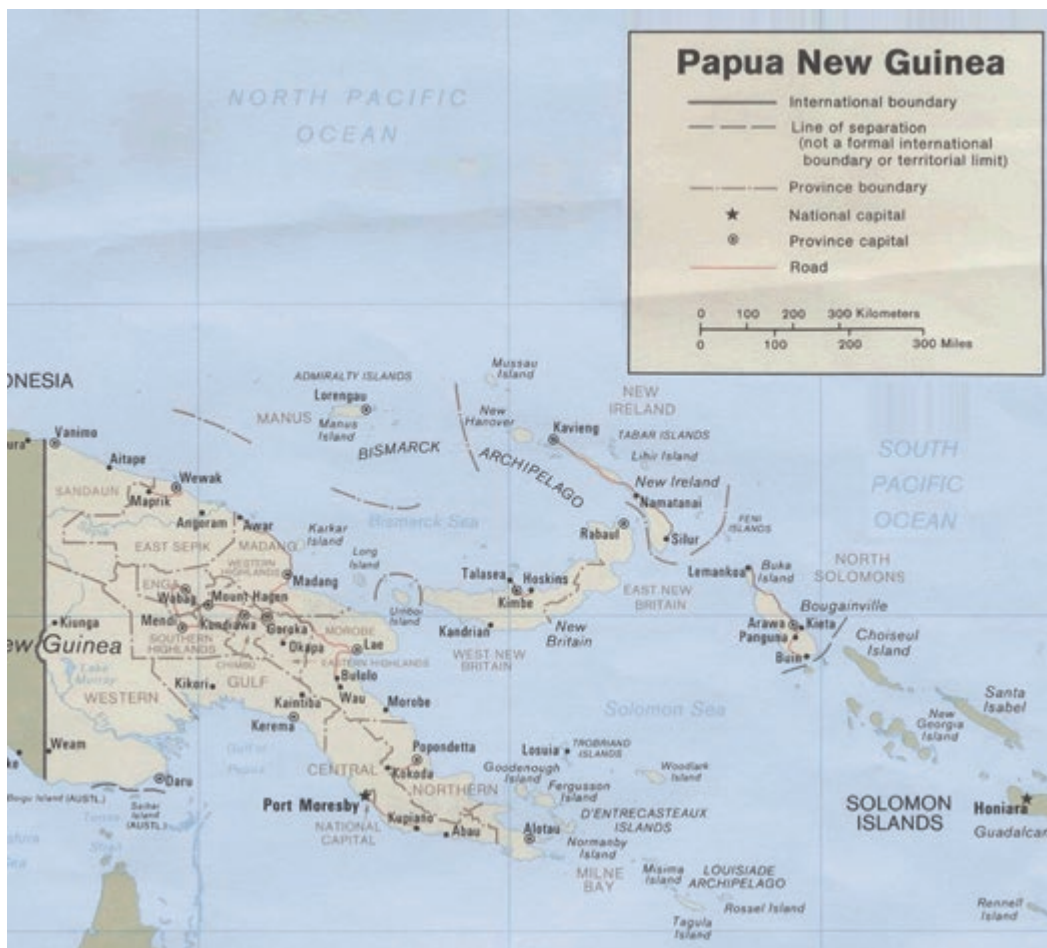 NORTH PACIFIC
OCEAN
Papua New Guinea
International boundary
Line of separation
(not a formal international
boundary or territorial limit)
Province boundary
National capital
Province capital
Road
0 100 200 300 Kilometers
0 100 200 300 Miles
ONESIA
ADMIRALTY ISLANDS
Lorengau
MANUS
Manus
Island
Mussau
Island
New
Hanover
NEW
IRELAND
Kavieng
TABAR ISLANDS
Lihir Island
BISMARCK
ARCHIPELAGO
New Ireland
Namatanai
SOUTH
PACIFIC
OCEAN
Vanimo
Aitape
Wewak
SANDAUN
Maprik
Angoram
Awar
Karkar
Island
Bismarck Sea
Rabaul
Silur
FENI
ISLANDS
EAST SEPIK
MADANG
WESTERN
HIGHLANDS
Long
Island
Madang
Talasea
Hoskins
Kimbe
EAST NEW
BRITAIN
Lemankoa
Buka
Island
NORTH
SOLOMONS
ENGA
Wabag
Mount Hagen
Umboi
Island
Bougainville
Kiunga
Mendi
Kundiawa
Goroka
MOROBE
Kandrian
New
Britain
WEST NEW
BRITAIN
Arawa
Kieta
Panguna
Buin
Choiseul
Island
ew Guinea
SOUTHERN
HIGHLANDS
Okapa
Lae
EASTERN HIGHLANDS
CHIMBU
Lake
Murray
WESTERN
Kikori
GULF
Bulolo
Wau
Kaintiba
Morobe
Kerema
Solomon Sea
Santa
Isabel
New
Georgia
Island
Weam
Daru
Gulf of
Papua
Popondetta
CENTRAL
Kokoda
NORTHERN
Losuia
TROBRIAND
ISLANDS
Goodenough
Island
Fergusson
Island
Woodlark
Island
(AUSTL.)
Island
(AUSTL.)
Port Moresby
NATIONAL
CAPITAL
Kupiano
Abau
Alotau
D'ENTRECASTEAUX
ISLANDS
Normanby
Island
MILNE
BAY
SOLOMON
ISLANDS
Honiara
Guadalcan
Misima
Island
LOUISIADE
ARCHIPELAGO
Rossel Island
Tagula
Island
Rennell
Island